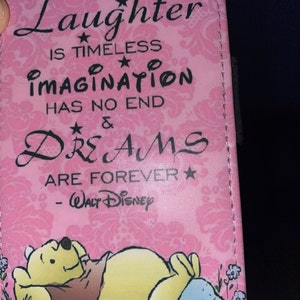 Laughter
IS TIMELESS
IMAGINATION
HAS NO END
&
DREAMS
ARE FOREVER
- WALT DISNEY